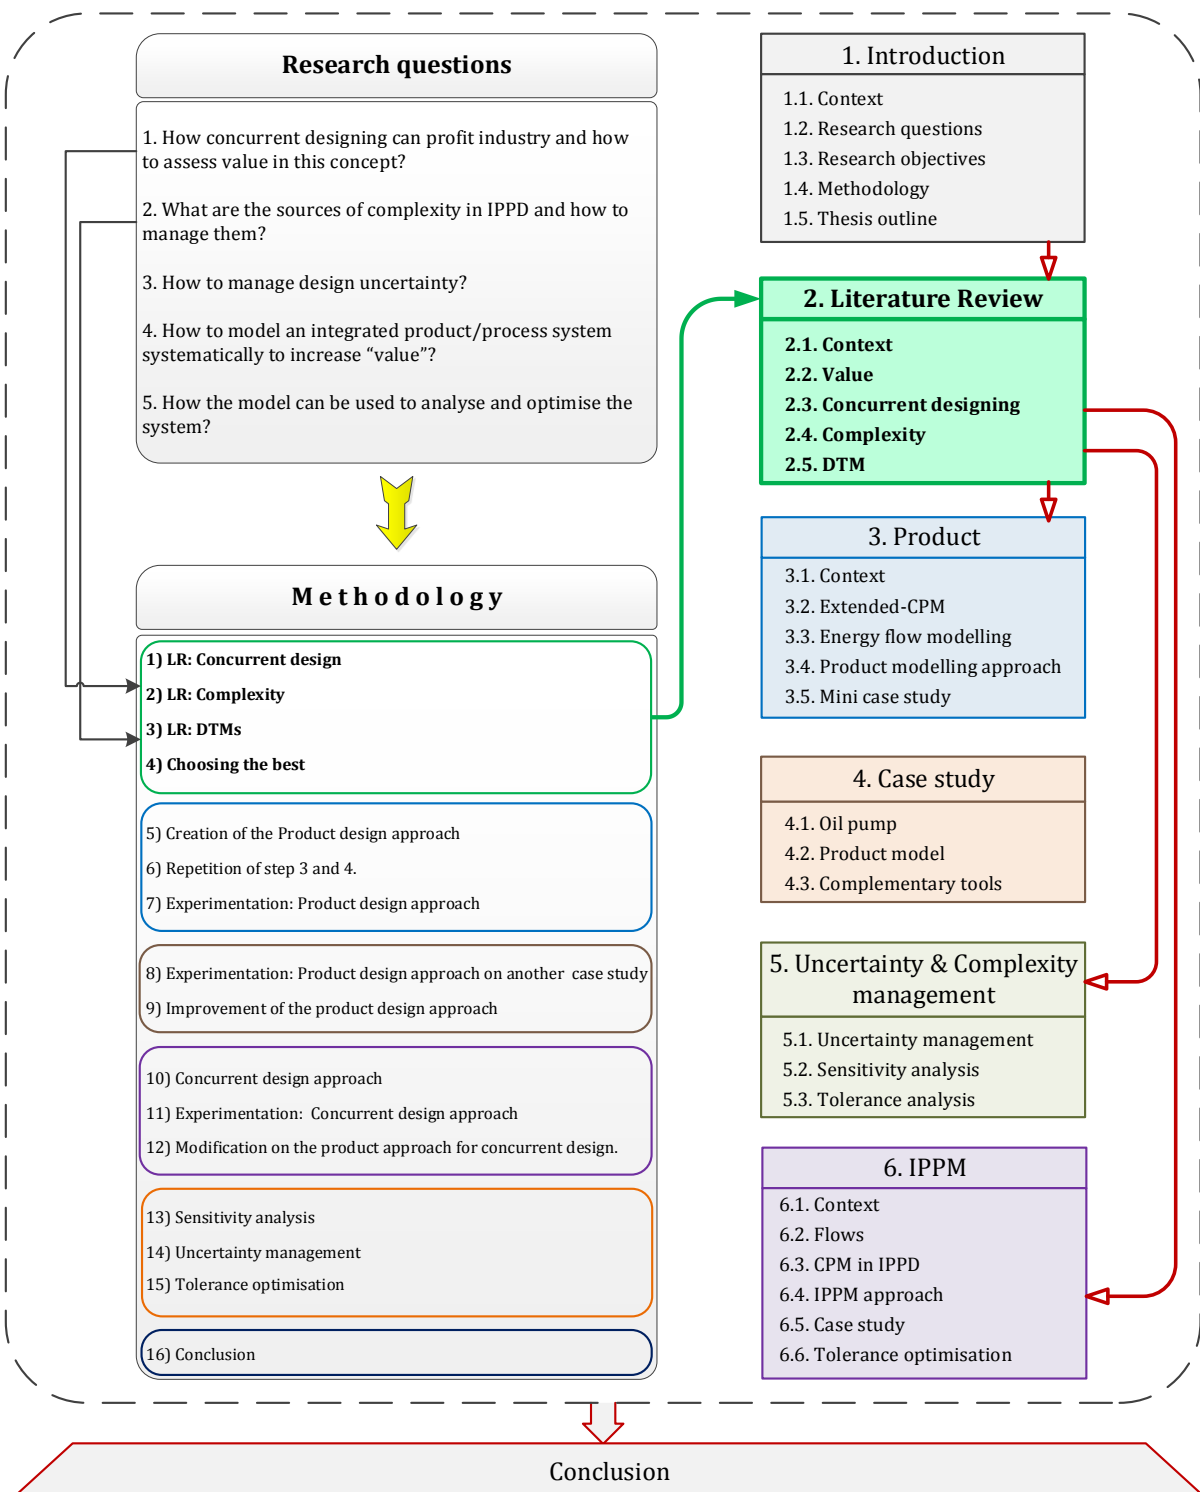 Research questions
1. How concurrent designing can profit industry and how
to assess value in this concept?
2. What are the sources of complexity in IPPD and how to
manage them?
3. How to manage design uncertainty?
4. How to model an integrated product/process system
systematically to increase “value”?
5. How the model can be used to analyse and optimise the
system?
Methodology
1) LR: Concurrent design
2) LR: Complexity
3) LR: DTMs
4) Choosing the best
5) Creation of the Product design approach
6) Repetition of step 3 and 4.
7) Experimentation: Product design approach
8) Experimentation: Product design approach on another case study
9) Improvement of the product design approach
10) Concurrent design approach
11) Experimentation: Concurrent design approach
12) Modification on the product approach for concurrent design.
13) Sensitivity analysis
14) Uncertainty management
15) Tolerance optimisation
16) Conclusion
1. Introduction
1.1. Context
1.2. Research questions
1.3. Research objectives
1.4. Methodology
1.5. Thesis outline
2. Literature Review
2.1. Context
2.2. Value
2.3. Concurrent designing
2.4. Complexity
2.5. DTM
3. Product
3.1. Context
3.2. Extended-CPM
3.3. Energy flow modelling
3.4. Product modelling approach
3.5. Mini case study
4. Case study
4.1. Oil pump
4.2. Product model
4.3. Complementary tools
5. Uncertainty & Complexity
management
5.1. Uncertainty management
5.2. Sensitivity analysis
5.3. Tolerance analysis
6. IPPM
6.1. Context
6.2. Flows
6.3. CPM in IPPD
6.4. IPPM approach
6.5. Case study
6.6. Tolerance optimisation
Conclusion